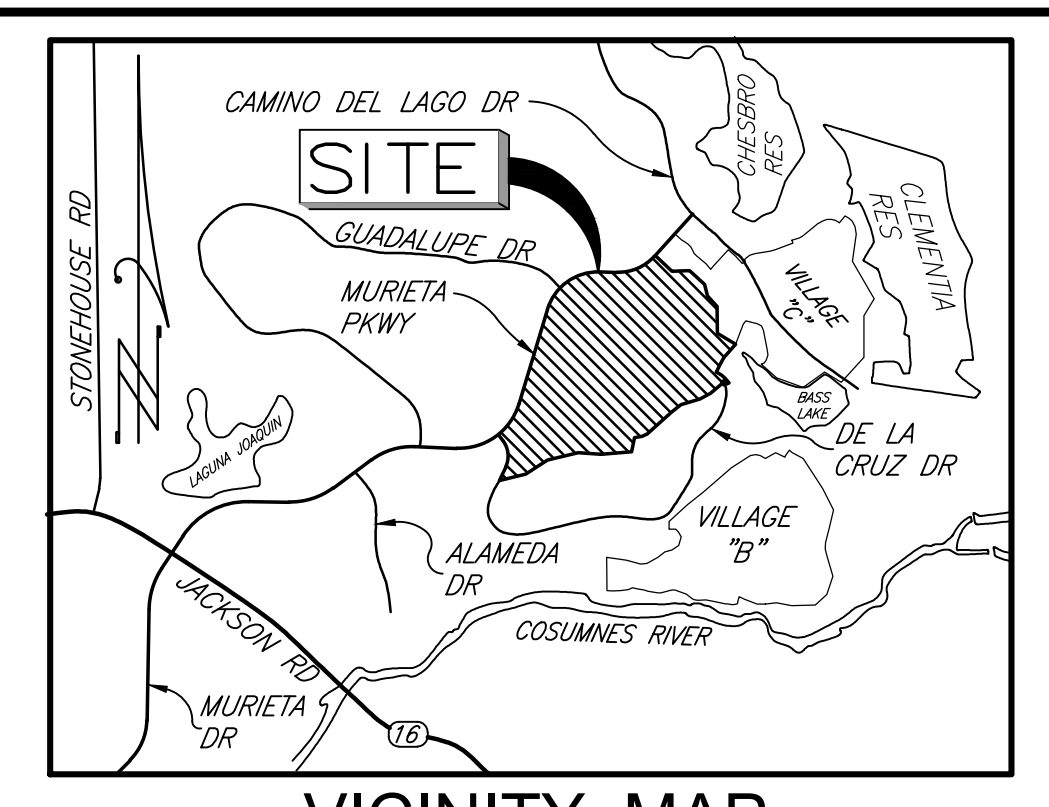 CAMINO DEL LAGO DR
CHESBRO
RES
SITE
CLEMENTIA
RES
STONEHOUSE RD
GUADALUPE DR
MURIETA
PKWY
VILLAGE
"C"
BASS
LAKE
LAGUNA JOAQUIN
DE LA
CRUZ DR
VILLAGE
"B"
ALAMEDA
DR
JACKSON RD
COSUMNES RIVER
MURIETA
DR
16
VICINITY MAP
N